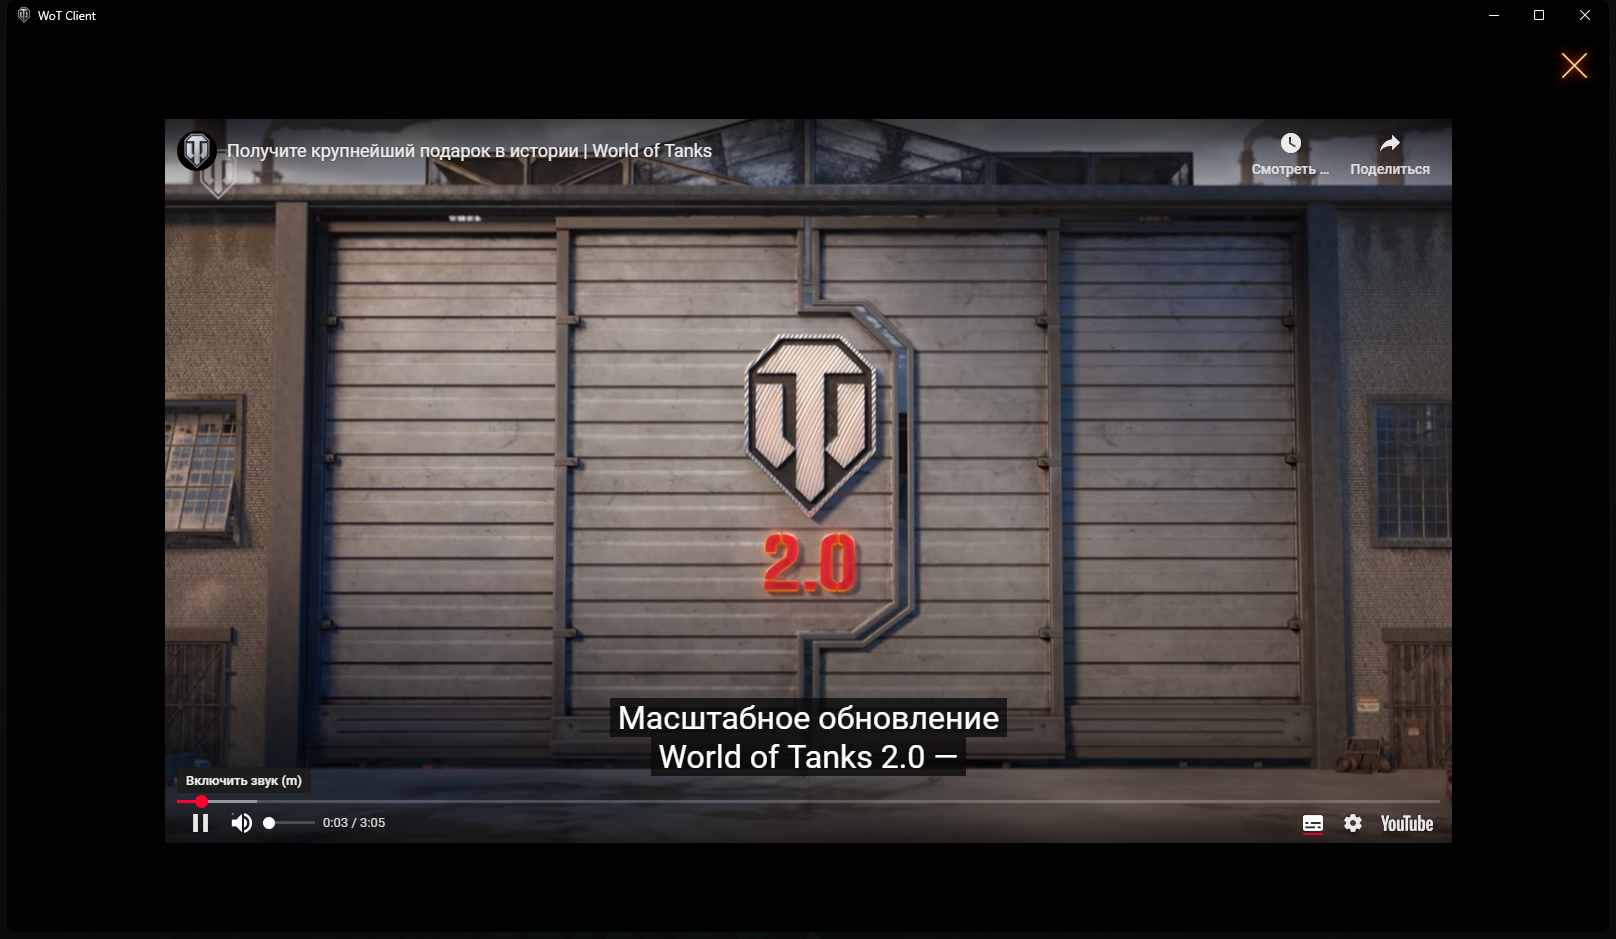 WoT Client
Получите крупнейший подарок в истории | World of Tanks
Смотреть ...
Поделиться
2.0
Масштабное обновление
World of Tanks 2.0 —
Включить звук (m)
0:03 / 3:05
YouTube